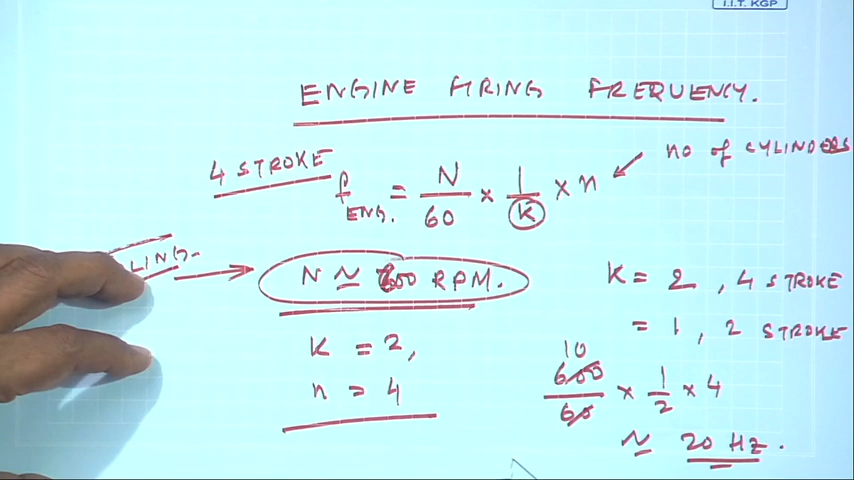 I.I.T. KGP
ENGINE FIRING FREQUENCY.
4 STROKE
f ENG. = N/60 × 1/K × n
no of CYLINDERS
LING.
N ≃ 600 RPM.
K = 2,
n = 4
K = 2, 4 STROKE
= 1, 2 STROKE
10
600/60 × 1/2 × 4
≃ 20 Hz.